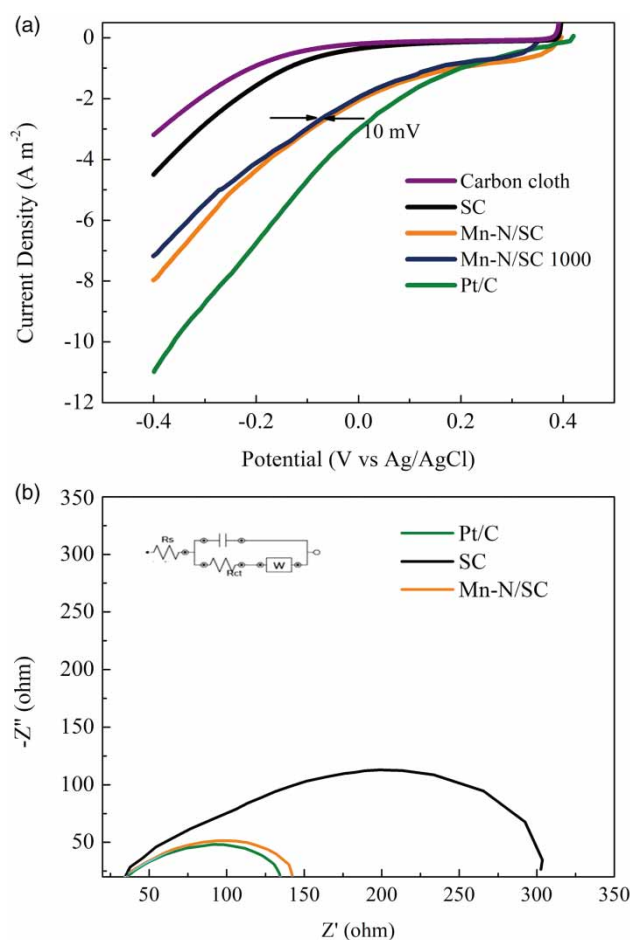 (a)
0
-2
-4
-6
-8
-10
-12
Current Density (A m⁻²)
10 mV
Carbon cloth
SC
Mn-N/SC
Mn-N/SC 1000
Pt/C
-0.4 -0.2 0.0 0.2 0.4
Potential (V vs Ag/AgCl)
(b)
350
300
250
200
150
100
50
-Z" (ohm)
Rs
Rct
W
Pt/C
SC
Mn-N/SC
50 100 150 200 250 300 350
Z' (ohm)